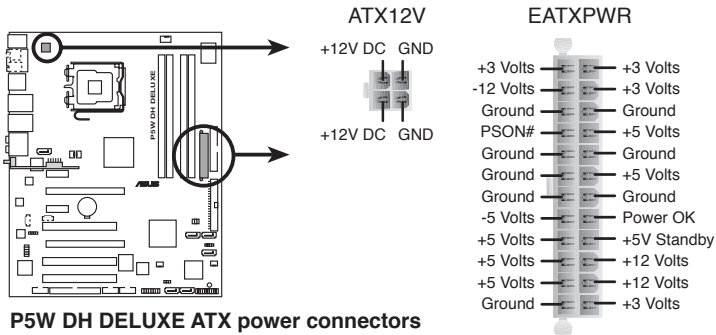 ATX12V
EATXPWR
+12V DC GND
+12V DC GND
+3 Volts +3 Volts
-12 Volts +3 Volts
Ground Ground
PSON# +5 Volts
Ground Ground
Ground +5 Volts
Ground Ground
-5 Volts Power OK
+5 Volts +5V Standby
+5 Volts +12 Volts
+5 Volts +12 Volts
Ground +3 Volts
P5W DH DELUXE
ASUS
P5W DH DELUXE ATX power connectors